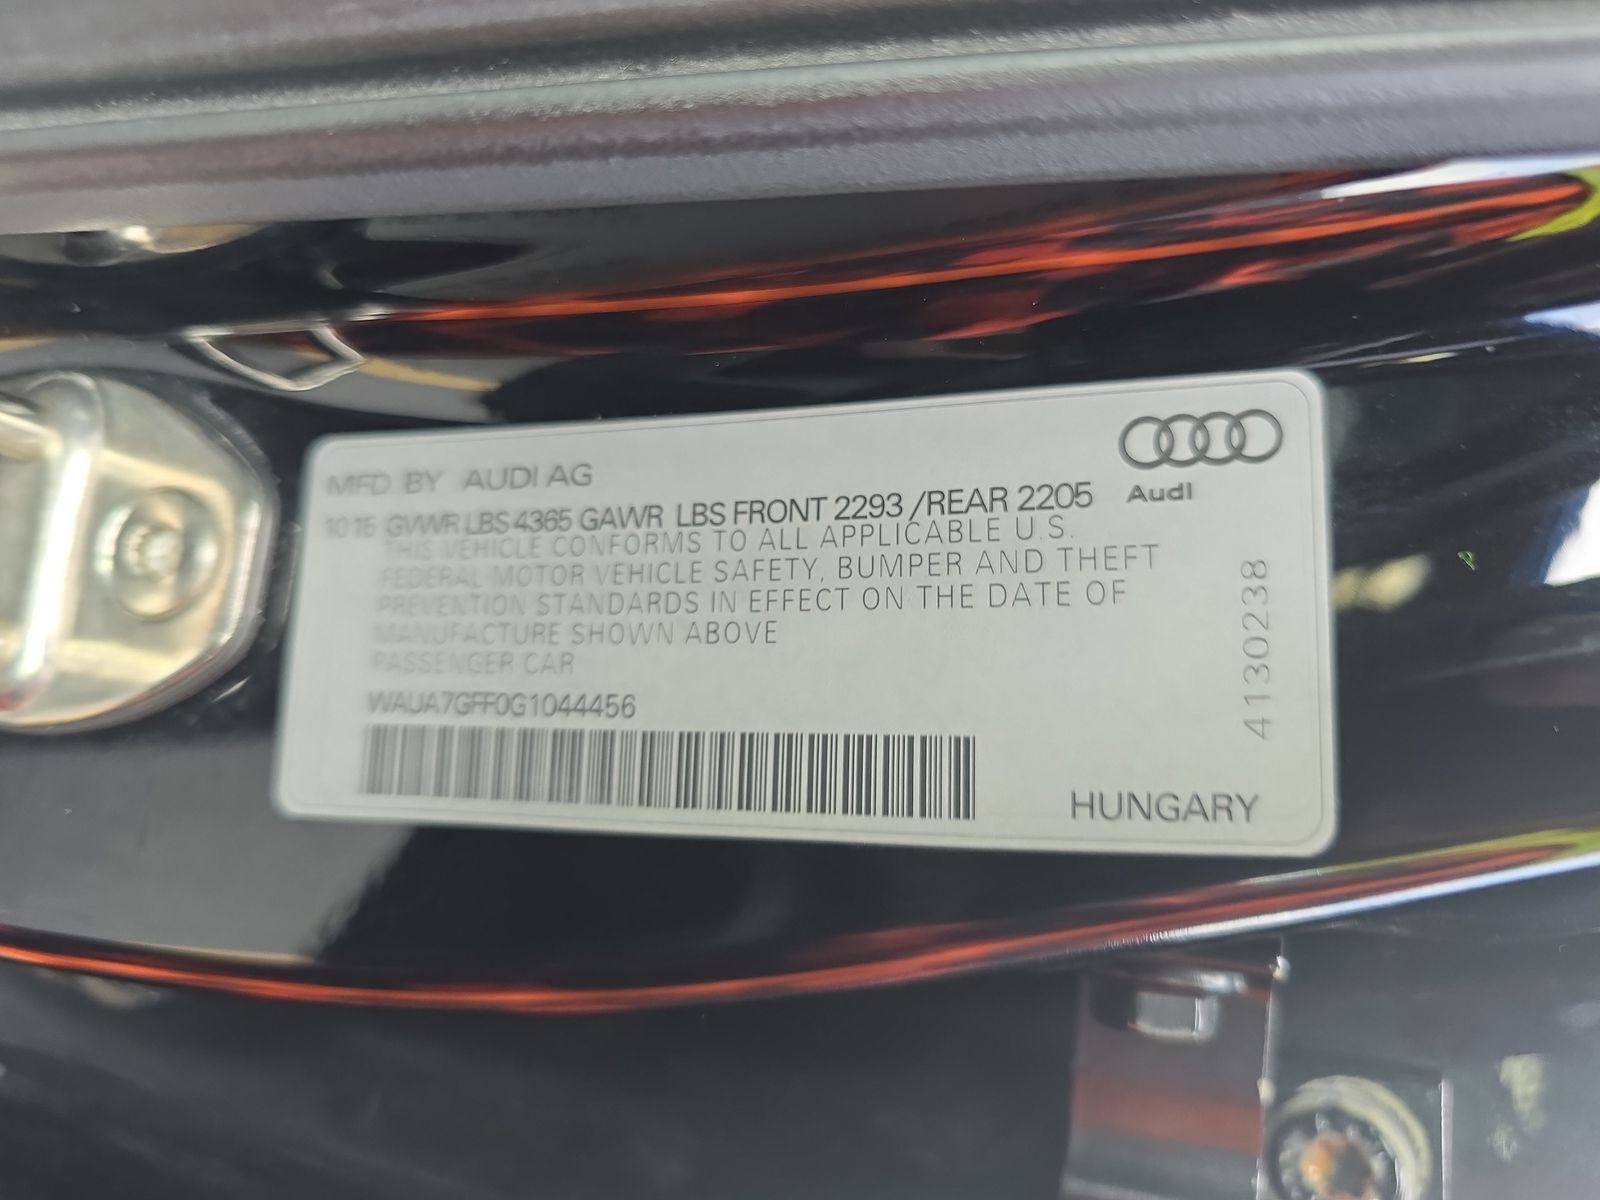 MFD BY AUDI AG
Audi
10 15 GVWR LBS 4365 GAWR LBS FRONT 2293 /REAR 2205
THIS VEHICLE CONFORMS TO ALL APPLICABLE U.S.
FEDERAL MOTOR VEHICLE SAFETY, BUMPER AND THEFT
PREVENTION STANDARDS IN EFFECT ON THE DATE OF
MANUFACTURE SHOWN ABOVE
PASSENGER CAR
WAUA7GFF0G1044456
4130238
HUNGARY